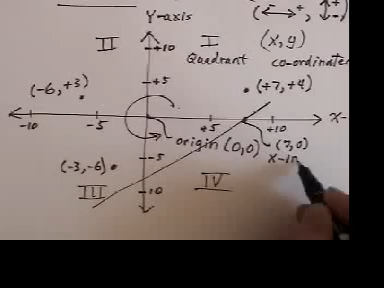 Y-axis
(←→+, ↕+-)
II
+10
I
Quadrant
(x,y)
co-ordinates
(-6,+3)
+5
(+7,+4)
-10
-5
+5
+10
X-
origin (0,0)
(7,0)
x-in
(-3,-6)
-5
III
10
IV